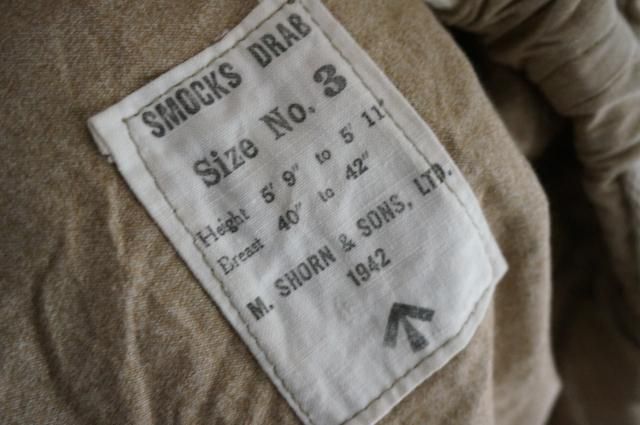 SMOCKS DRAB
Size No. 3
Height 5' 9" to 5' 11"
Breast 40" to 42"
M. SHORN & SONS, LTD.
1942